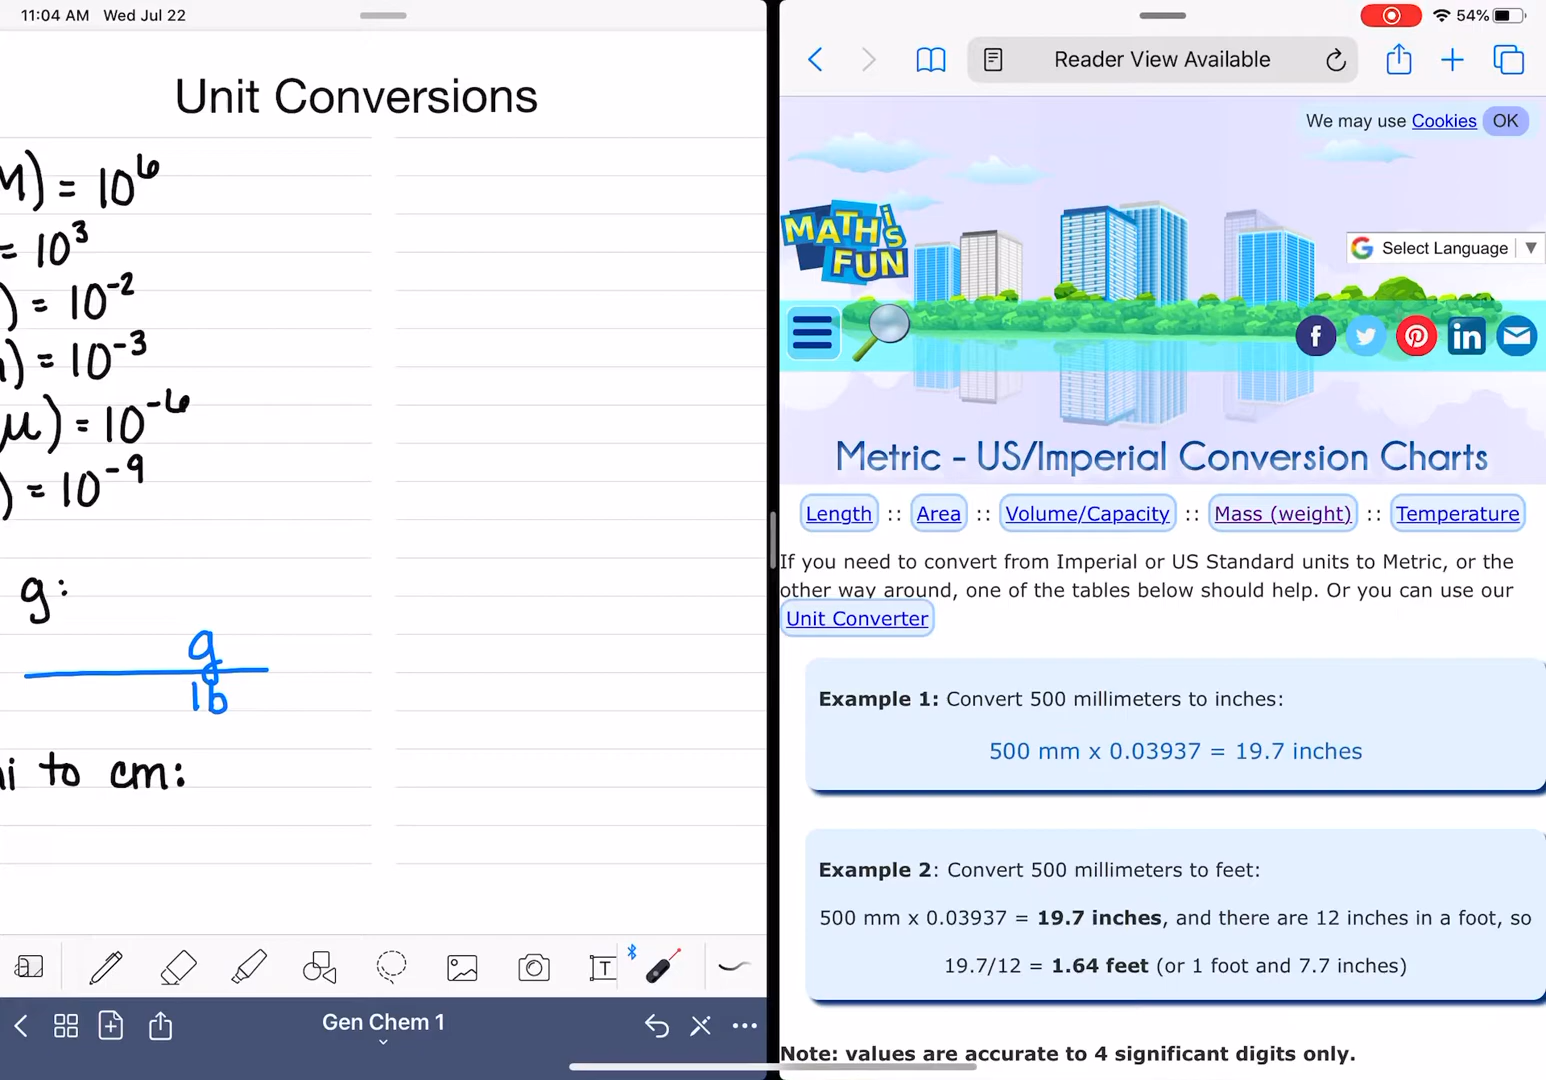 11:04 AM Wed Jul 22
Unit Conversions
M) = 10⁶
= 10³
) = 10⁻²
) = 10⁻³
μ) = 10⁻⁶
) = 10⁻⁹
g:
g
lb
to cm:
T
Gen Chem 1
54%
Reader View Available
We may use Cookies OK
MATH iS FUN
Select Language
f
in
Metric - US/Imperial Conversion Charts
Length :: Area :: Volume/Capacity :: Mass (weight) :: Temperature
If you need to convert from Imperial or US Standard units to Metric, or the
other way around, one of the tables below should help. Or you can use our
Unit Converter
Example 1: Convert 500 millimeters to inches:
500 mm x 0.03937 = 19.7 inches
Example 2: Convert 500 millimeters to feet:
500 mm x 0.03937 = 19.7 inches, and there are 12 inches in a foot, so
19.7/12 = 1.64 feet (or 1 foot and 7.7 inches)
Note: values are accurate to 4 significant digits only.